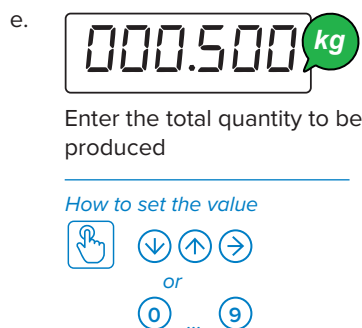 e.
000.500 kg
Enter the total quantity to be
produced
How to set the value
or
0 ... 9